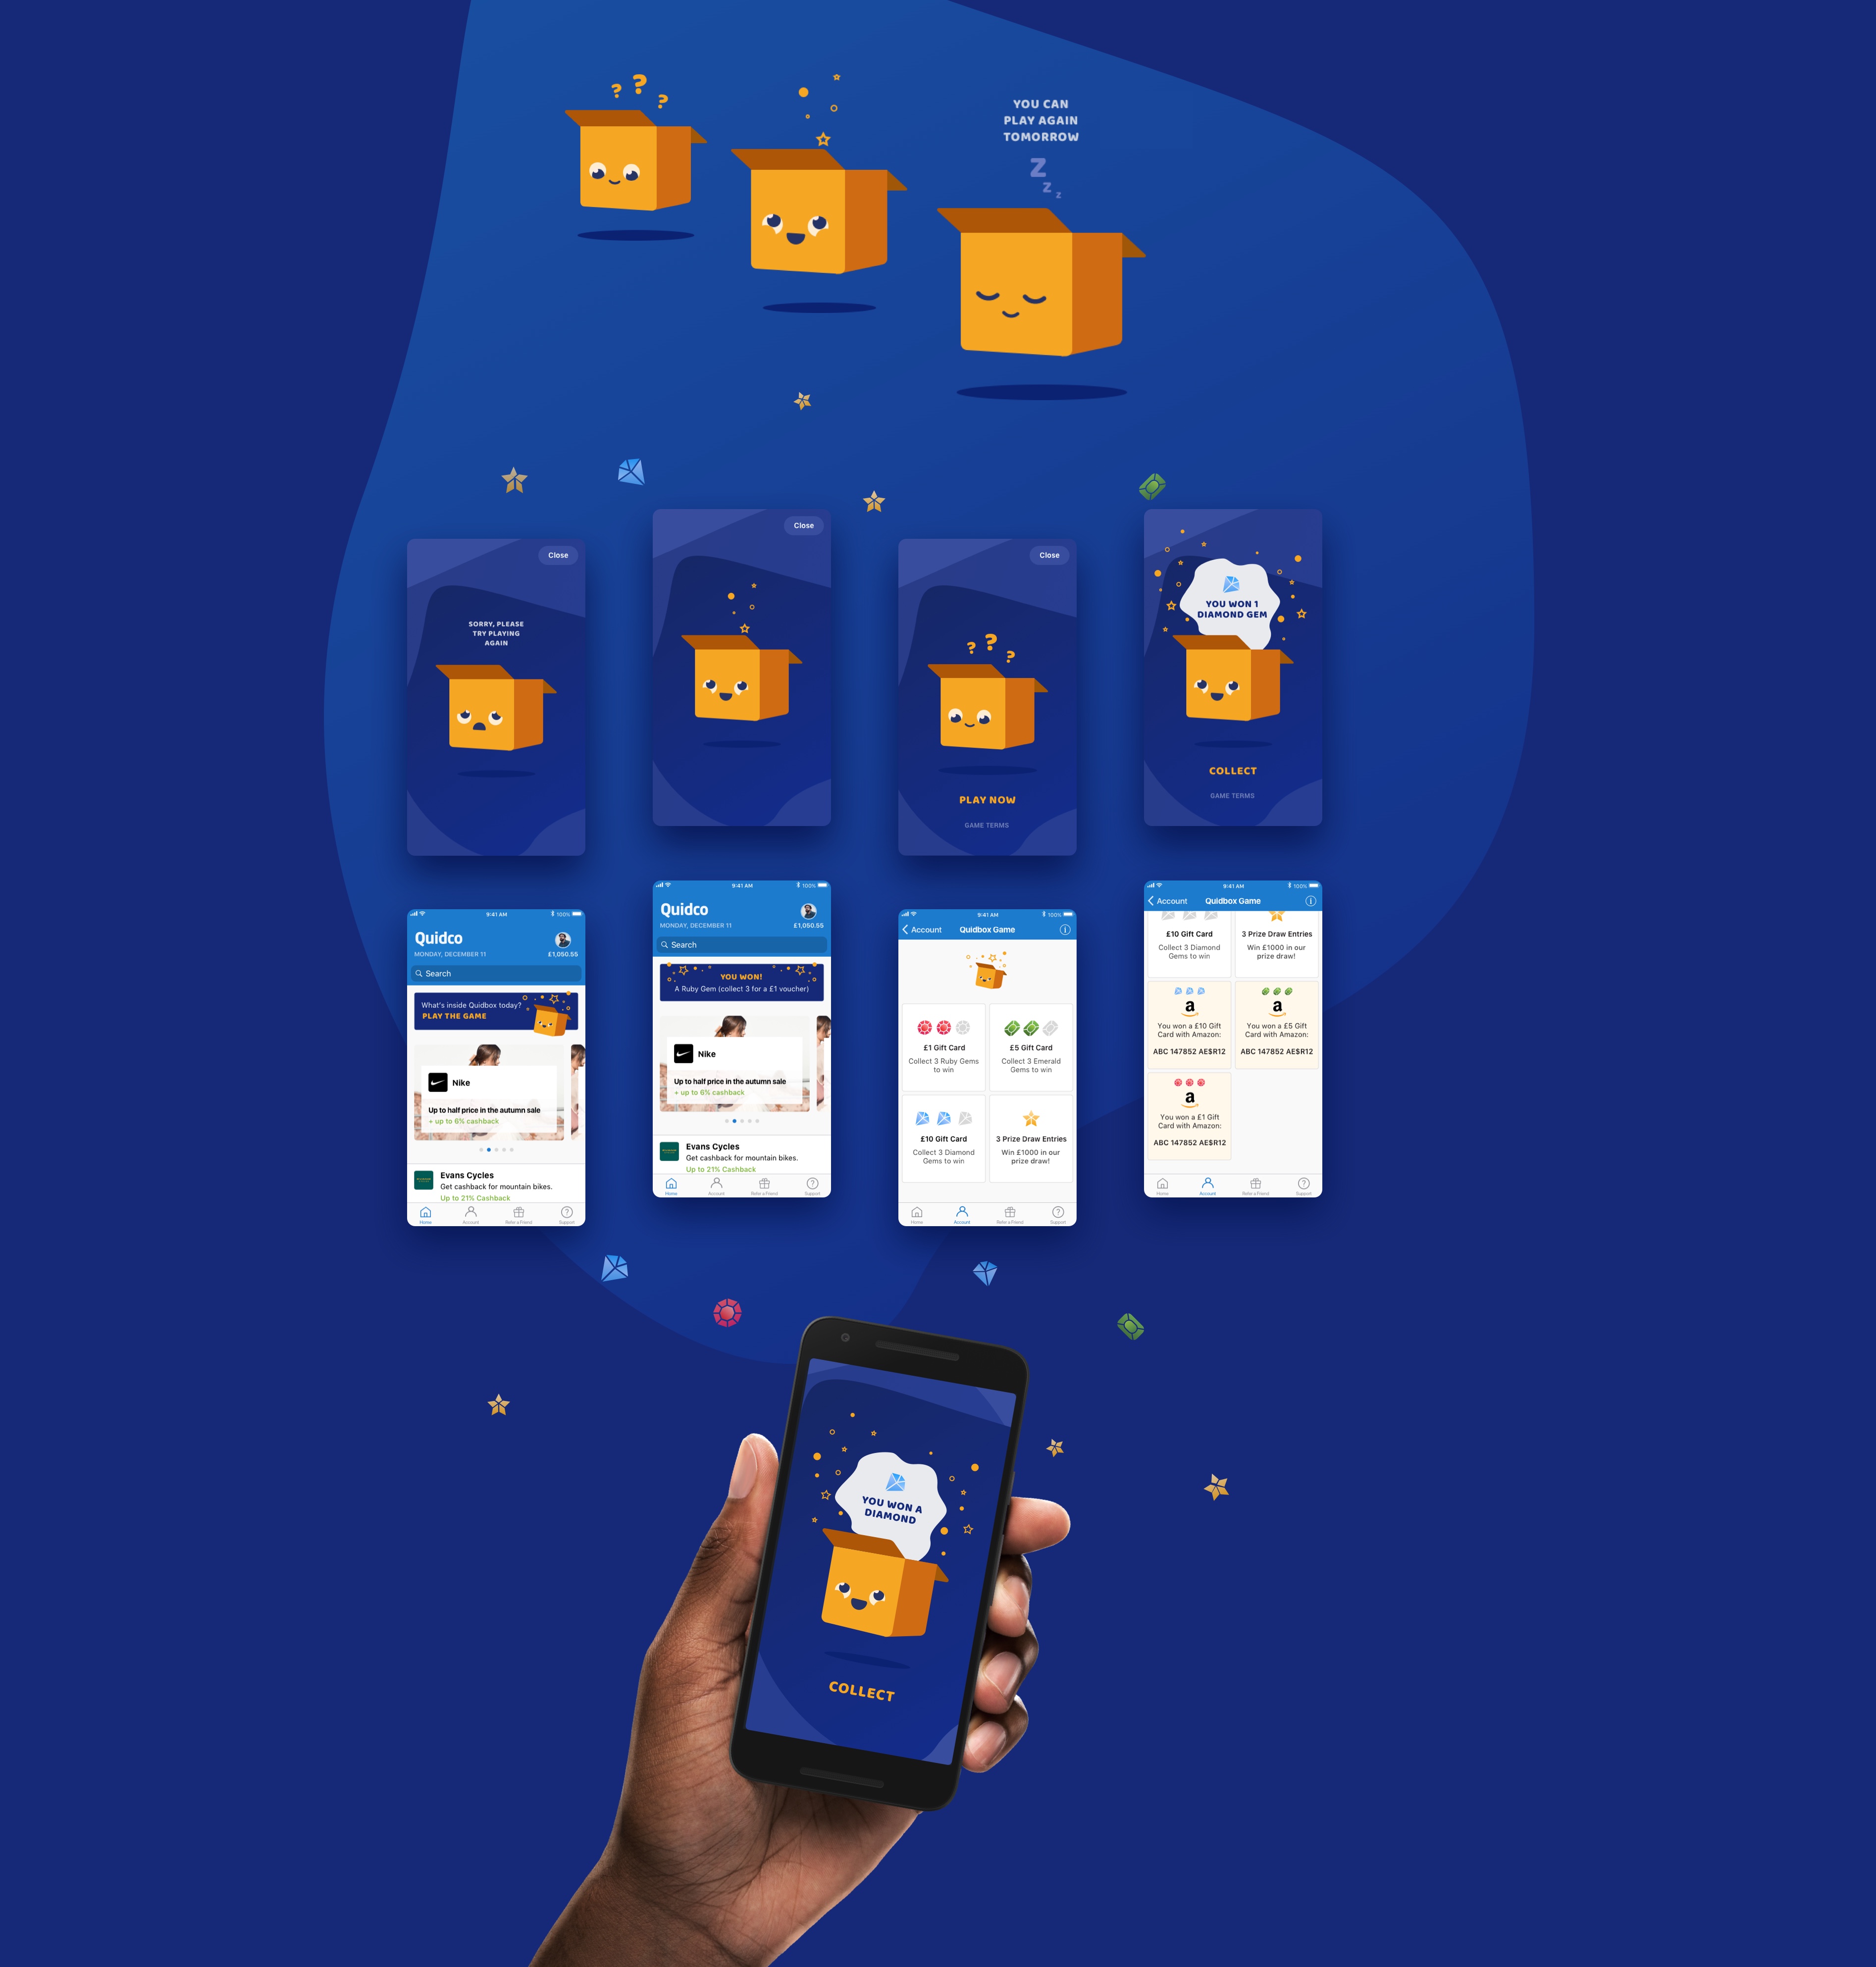 ? ? ?
YOU CAN
PLAY AGAIN
TOMORROW
Z
Z
Z
Close
SORRY, PLEASE
TRY PLAYING
AGAIN
Close
Close
? ? ?
PLAY NOW
GAME TERMS
YOU WON 1
DIAMOND GEM
COLLECT
GAME TERMS
9:41 AM 100%
Quidco
MONDAY, DECEMBER 11 £1,050.55
Search
What's inside Quidbox today?
PLAY THE GAME
Nike
Up to half price in the autumn sale
+ up to 6% cashback
Evans Cycles
Get cashback for mountain bikes.
Up to 21% Cashback
Home Account Refer a Friend Support
9:41 AM 100%
Quidco
MONDAY, DECEMBER 11 £1,050.55
Search
YOU WON!
A Ruby Gem (collect 3 for a £1 voucher)
Nike
Up to half price in the autumn sale
+ up to 6% cashback
Evans Cycles
Get cashback for mountain bikes.
Up to 21% Cashback
Home Account Refer a Friend Support
9:41 AM 100%
Account Quidbox Game
£1 Gift Card
Collect 3 Ruby Gems
to win
£5 Gift Card
Collect 3 Emerald
Gems to win
£10 Gift Card
Collect 3 Diamond
Gems to win
3 Prize Draw Entries
Win £1000 in our
prize draw!
Home Account Refer a Friend Support
9:41 AM 100%
Account Quidbox Game
£10 Gift Card
Collect 3 Diamond
Gems to win
3 Prize Draw Entries
Win £1000 in our
prize draw!
a
You won a £10 Gift
Card with Amazon:
ABC 147852 AE$R12
a
You won a £5 Gift
Card with Amazon:
ABC 147852 AE$R12
a
You won a £1 Gift
Card with Amazon:
ABC 147852 AE$R12
Home Account Refer a Friend Support
YOU WON A
DIAMOND
COLLECT